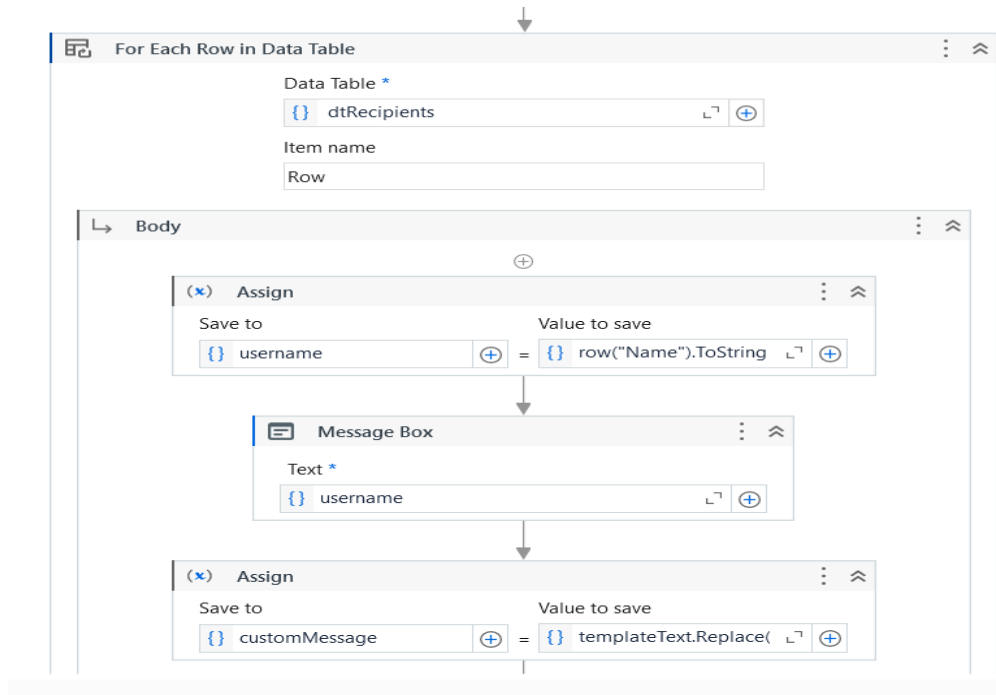 For Each Row in Data Table
Data Table *
{} dtRecipients
Item name
Row
Body
(x) Assign
Save to Value to save
{} username = {} row("Name").ToString
Message Box
Text *
{} username
(x) Assign
Save to Value to save
{} customMessage = {} templateText.Replace(